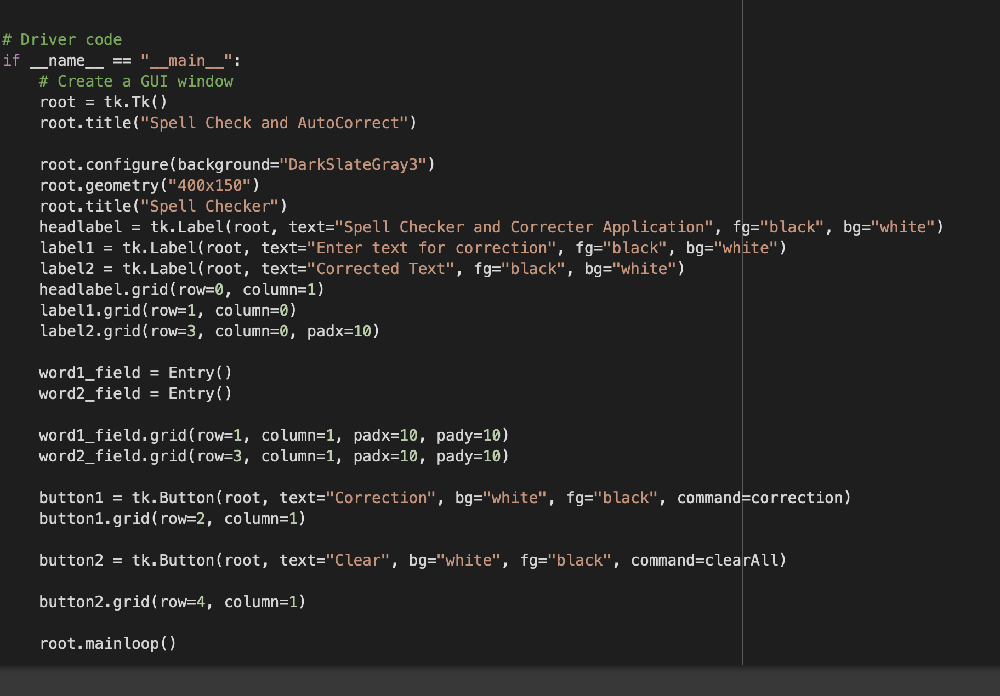 # Driver code
if __name__ == "__main__":
    # Create a GUI window
    root = tk.Tk()
    root.title("Spell Check and AutoCorrect")

    root.configure(background="DarkSlateGray3")
    root.geometry("400x150")
    root.title("Spell Checker")
    headlabel = tk.Label(root, text="Spell Checker and Correcter Application", fg="black", bg="white")
    label1 = tk.Label(root, text="Enter text for correction", fg="black", bg="white")
    label2 = tk.Label(root, text="Corrected Text", fg="black", bg="white")
    headlabel.grid(row=0, column=1)
    label1.grid(row=1, column=0)
    label2.grid(row=3, column=0, padx=10)

    word1_field = Entry()
    word2_field = Entry()

    word1_field.grid(row=1, column=1, padx=10, pady=10)
    word2_field.grid(row=3, column=1, padx=10, pady=10)

    button1 = tk.Button(root, text="Correction", bg="white", fg="black", command=correction)
    button1.grid(row=2, column=1)

    button2 = tk.Button(root, text="Clear", bg="white", fg="black", command=clearAll)

    button2.grid(row=4, column=1)

    root.mainloop()